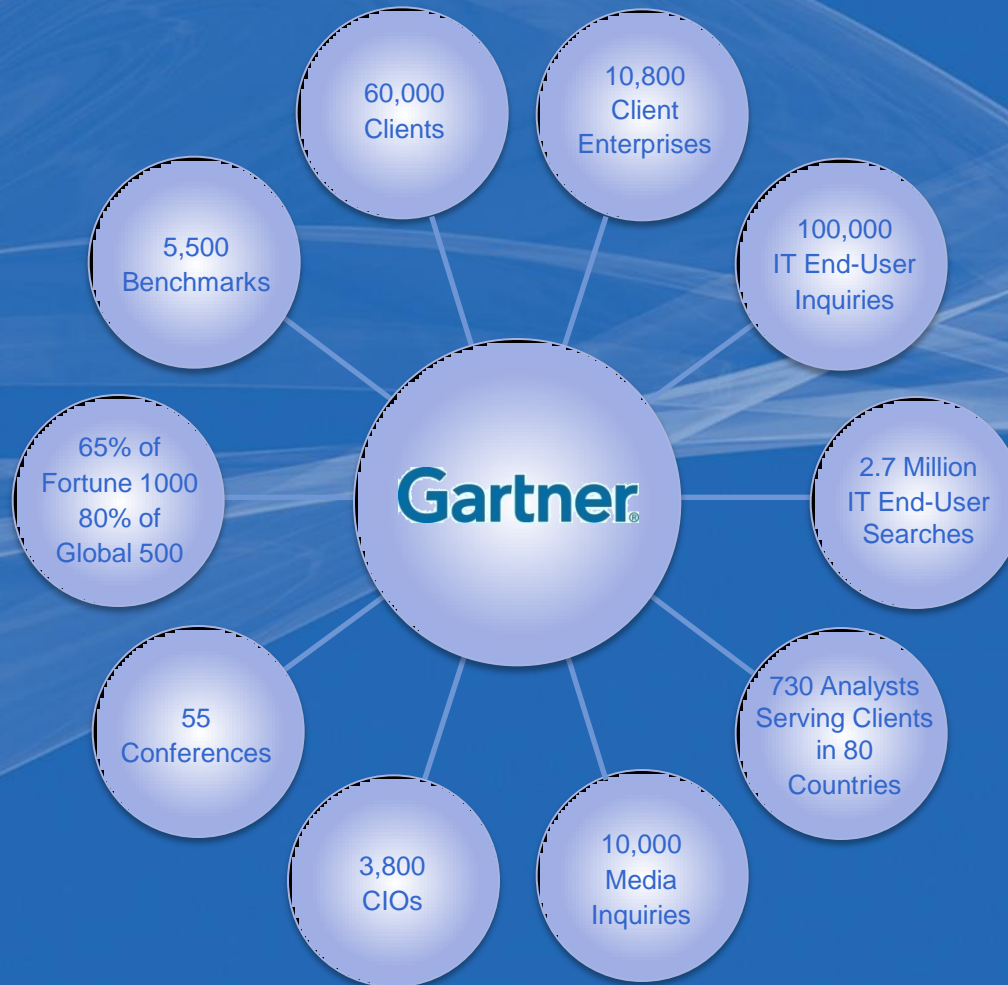 60,000
Clients
10,800
Client
Enterprises
100,000
IT End-User
Inquiries
2.7 Million
IT End-User
Searches
730 Analysts
Serving Clients
in 80
Countries
10,000
Media
Inquiries
3,800
CIOs
55
Conferences
65% of
Fortune 1000
80% of
Global 500
5,500
Benchmarks
Gartner®